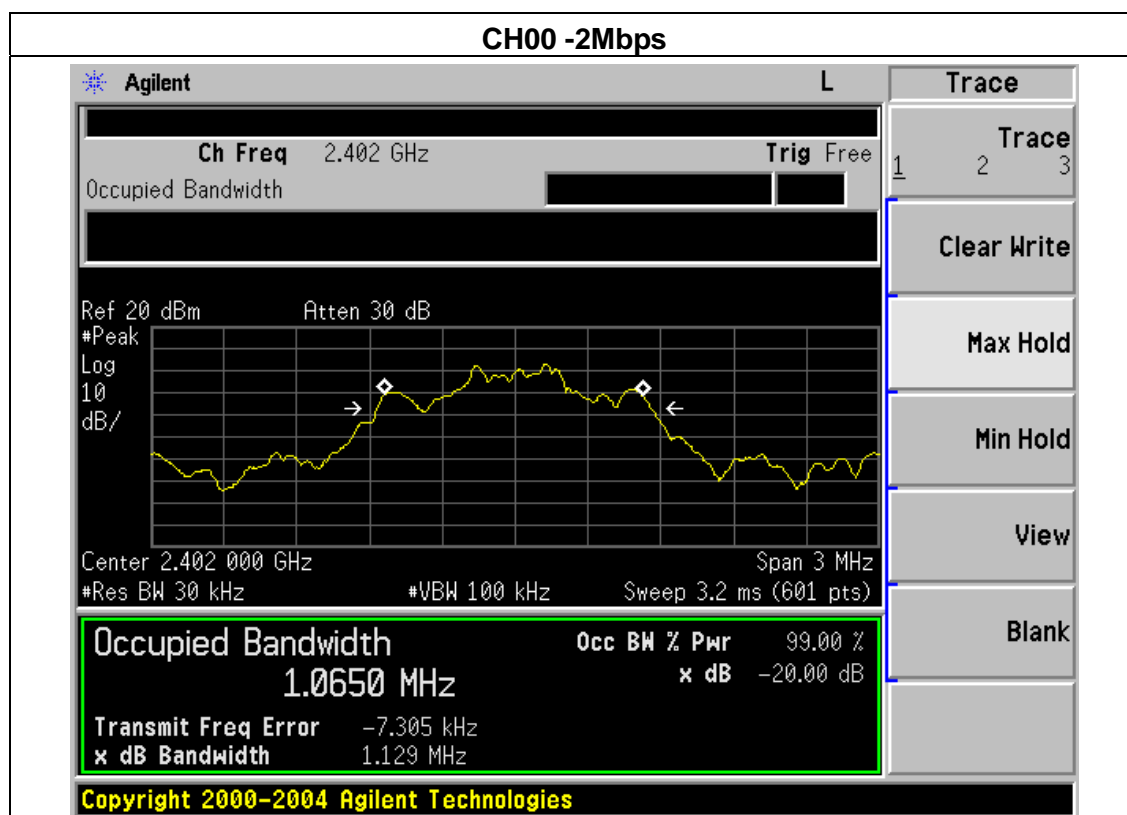 CH00 -2Mbps
Agilent L Trace
Ch Freq 2.402 GHz Trig Free
Occupied Bandwidth
Trace
1 2 3
Clear Write
Max Hold
Min Hold
View
Blank
Ref 20 dBm Atten 30 dB
#Peak
Log
10
dB/
Center 2.402 000 GHz Span 3 MHz
#Res BW 30 kHz #VBW 100 kHz Sweep 3.2 ms (601 pts)
Occupied Bandwidth Occ BW % Pwr 99.00 %
1.0650 MHz x dB -20.00 dB
Transmit Freq Error -7.305 kHz
x dB Bandwidth 1.129 MHz
Copyright 2000-2004 Agilent Technologies